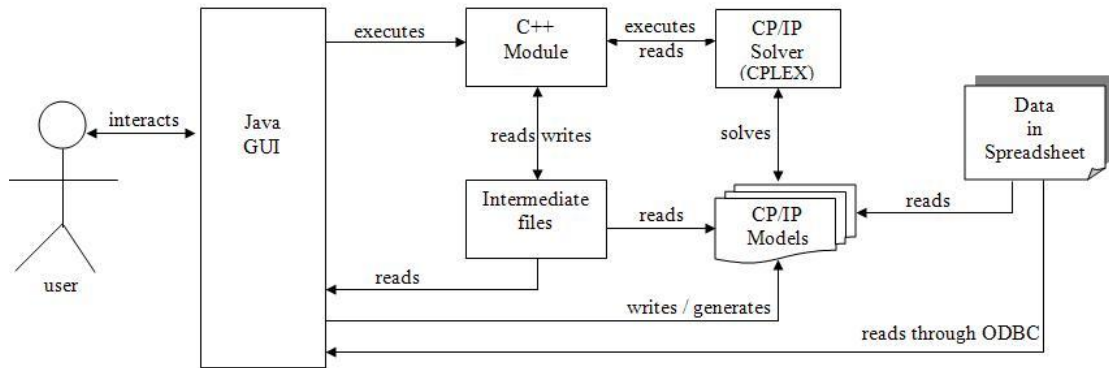 executes
C++
Module
executes
reads
CP/IP
Solver
(CPLEX)
interacts
Java
GUI
reads writes
solves
Data
in
Spreadsheet
Intermediate
files
reads
CP/IP
Models
reads
user
reads
writes / generates
reads through ODBC